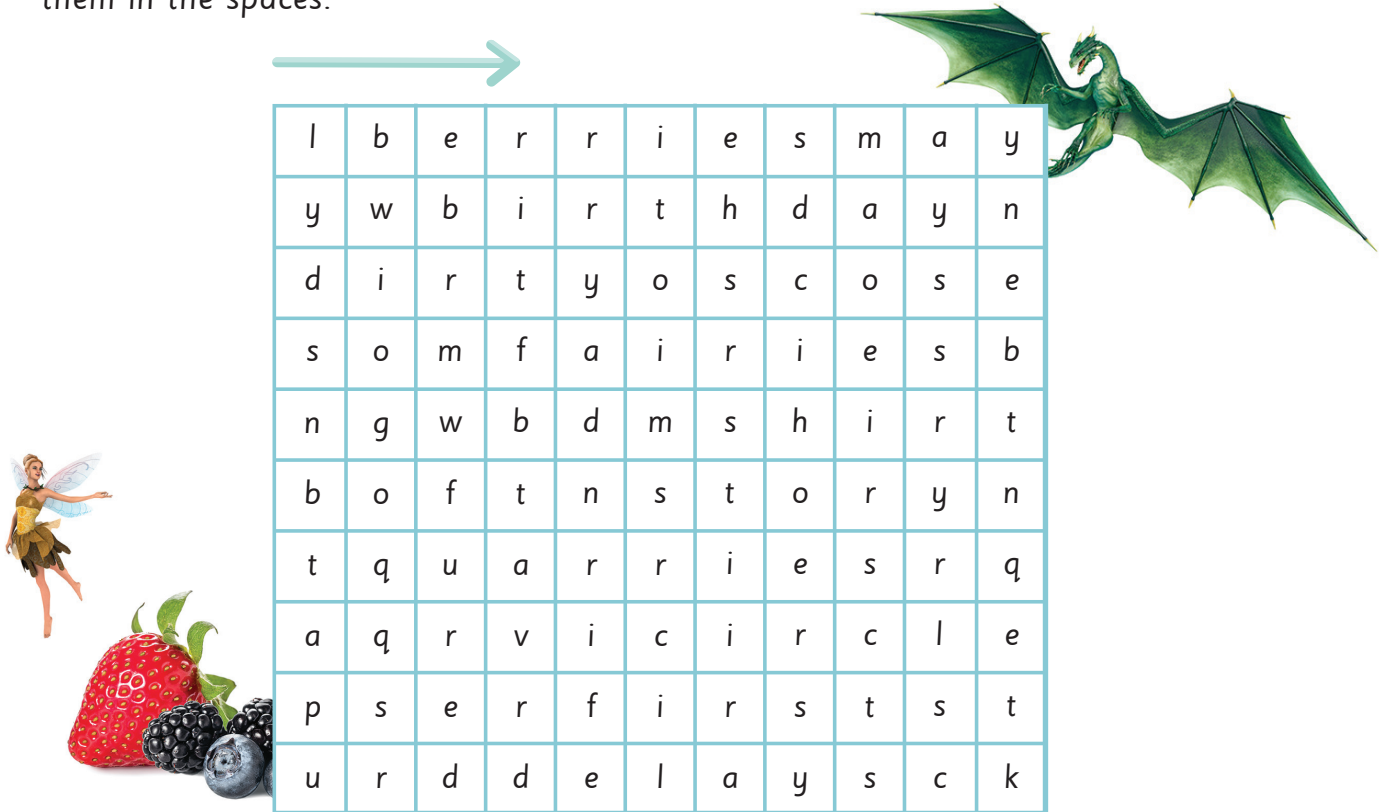 them in the spaces.
l b e r r i e s m a y
y w b i r t h d a y n
d i r t y o s c o s e
s o m f a i r i e s b
n g w b d m s h i r t
b o f t n s t o r y n
t q u a r r i e s r q
a q r v i c i r c l e
p s e r f i r s t s t
u r d d e l a y s c k